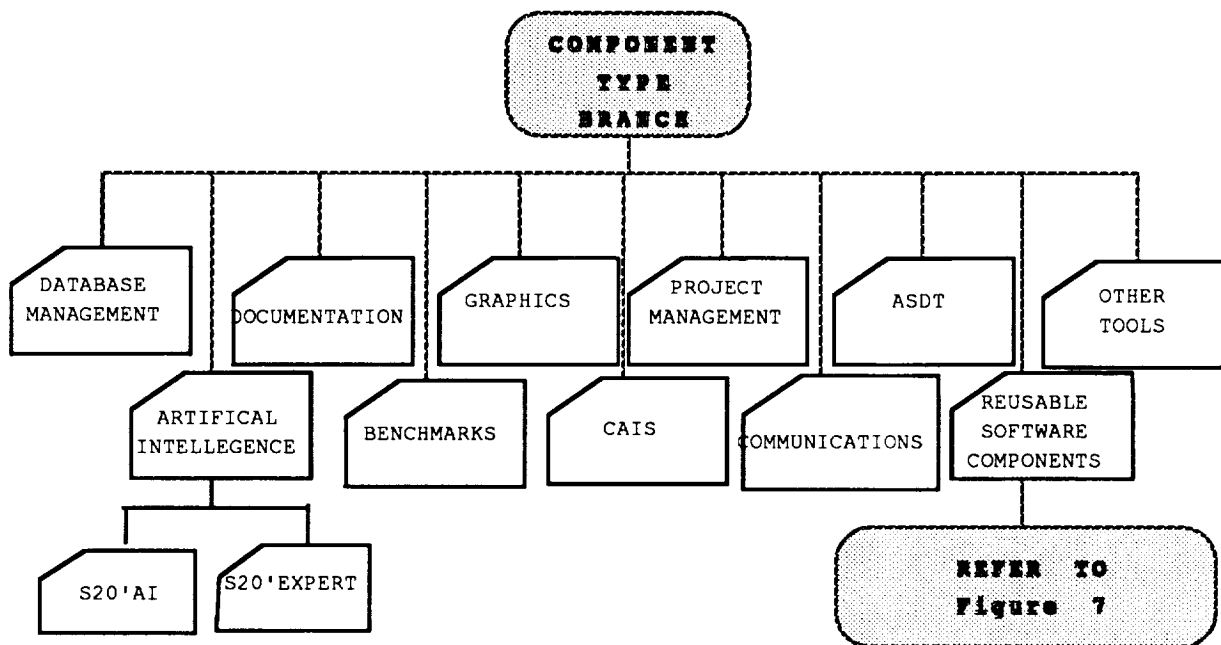 COMPONENT
TYPE
BRANCH
DATABASE
MANAGEMENT
DOCUMENTATION
GRAPHICS
PROJECT
MANAGEMENT
ASDT
OTHER
TOOLS
ARTIFICAL
INTELLEGENCE
BENCHMARKS
CAIS
COMMUNICATIONS
REUSABLE
SOFTWARE
COMPONENTS
S20'AI
S20'EXPERT
REFER TO
Figure 7